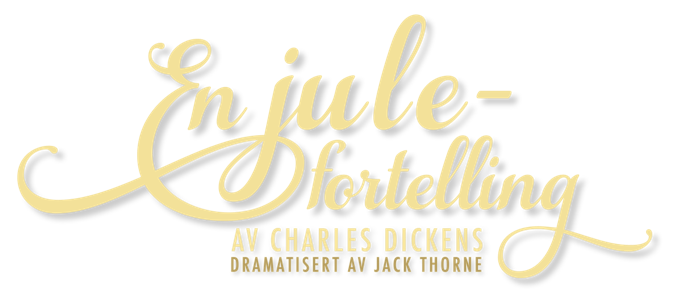 En jule-
fortelling
AV CHARLES DICKENS
DRAMATISERT AV JACK THORNE